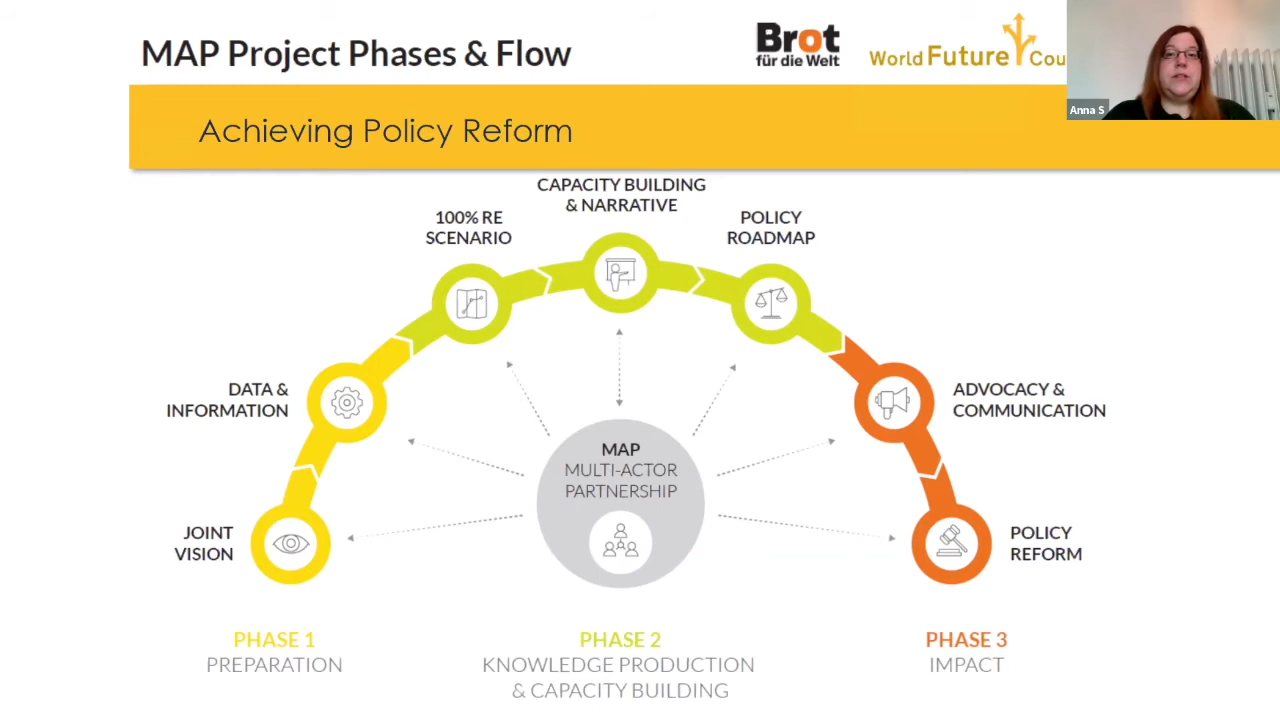 MAP Project Phases & Flow
Brot
für die Welt
World Future Cou
Anna S
Achieving Policy Reform
CAPACITY BUILDING
& NARRATIVE
100% RE
SCENARIO
POLICY
ROADMAP
DATA &
INFORMATION
ADVOCACY &
COMMUNICATION
MAP
MULTI-ACTOR
PARTNERSHIP
JOINT
VISION
POLICY
REFORM
PHASE 1
PREPARATION
PHASE 2
KNOWLEDGE PRODUCTION
& CAPACITY BUILDING
PHASE 3
IMPACT